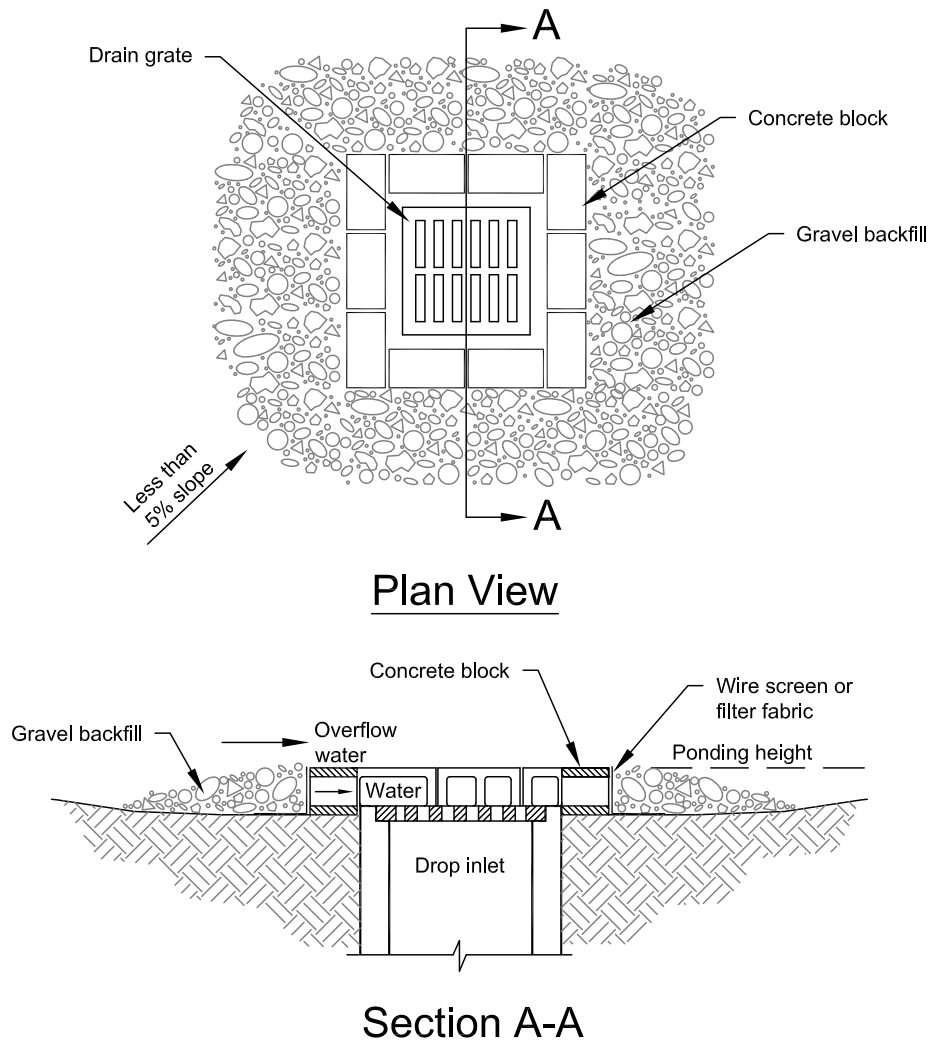 A
Drain grate
Concrete block
Gravel backfill
Less than
5% slope
A
Plan View
Concrete block
Wire screen or
filter fabric
Gravel backfill
Overflow
water
Ponding height
Water
Drop inlet
Section A-A